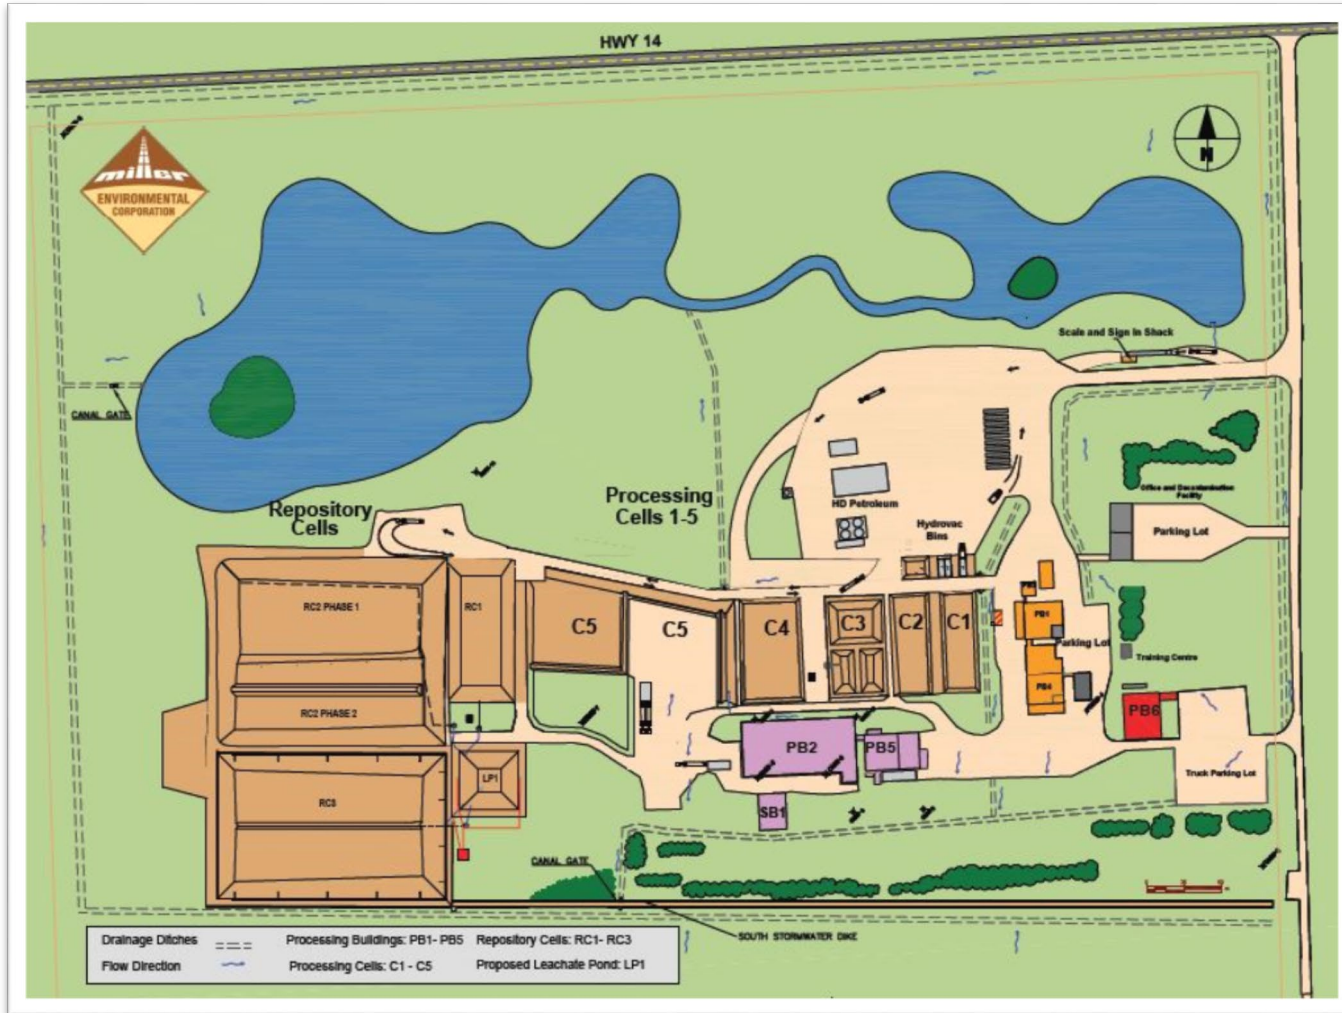 HWY 14
N
miller
ENVIRONMENTAL
CORPORATION
Scale and Sign In Shack
CANAL GATE
Repository
Cells
Processing
Cells 1-5
HD Petroleum
Hydrovac
Bins
Office and Decontamination
Facility
Parking Lot
RC2 PHASE 1
RC1
C5
C5
C4
C3
C2
C1
PB1
Parking Lot
Training Centre
PB4
RC2 PHASE 2
PB6
PB2
PB5
LP1
Truck Parking Lot
RC3
SB1
CANAL GATE
SOUTH STORMWATER DIKE
Drainage Ditches
Processing Buildings: PB1- PB5
Repository Cells: RC1- RC3
Flow Direction
Processing Cells: C1 - C5
Proposed Leachate Pond: LP1